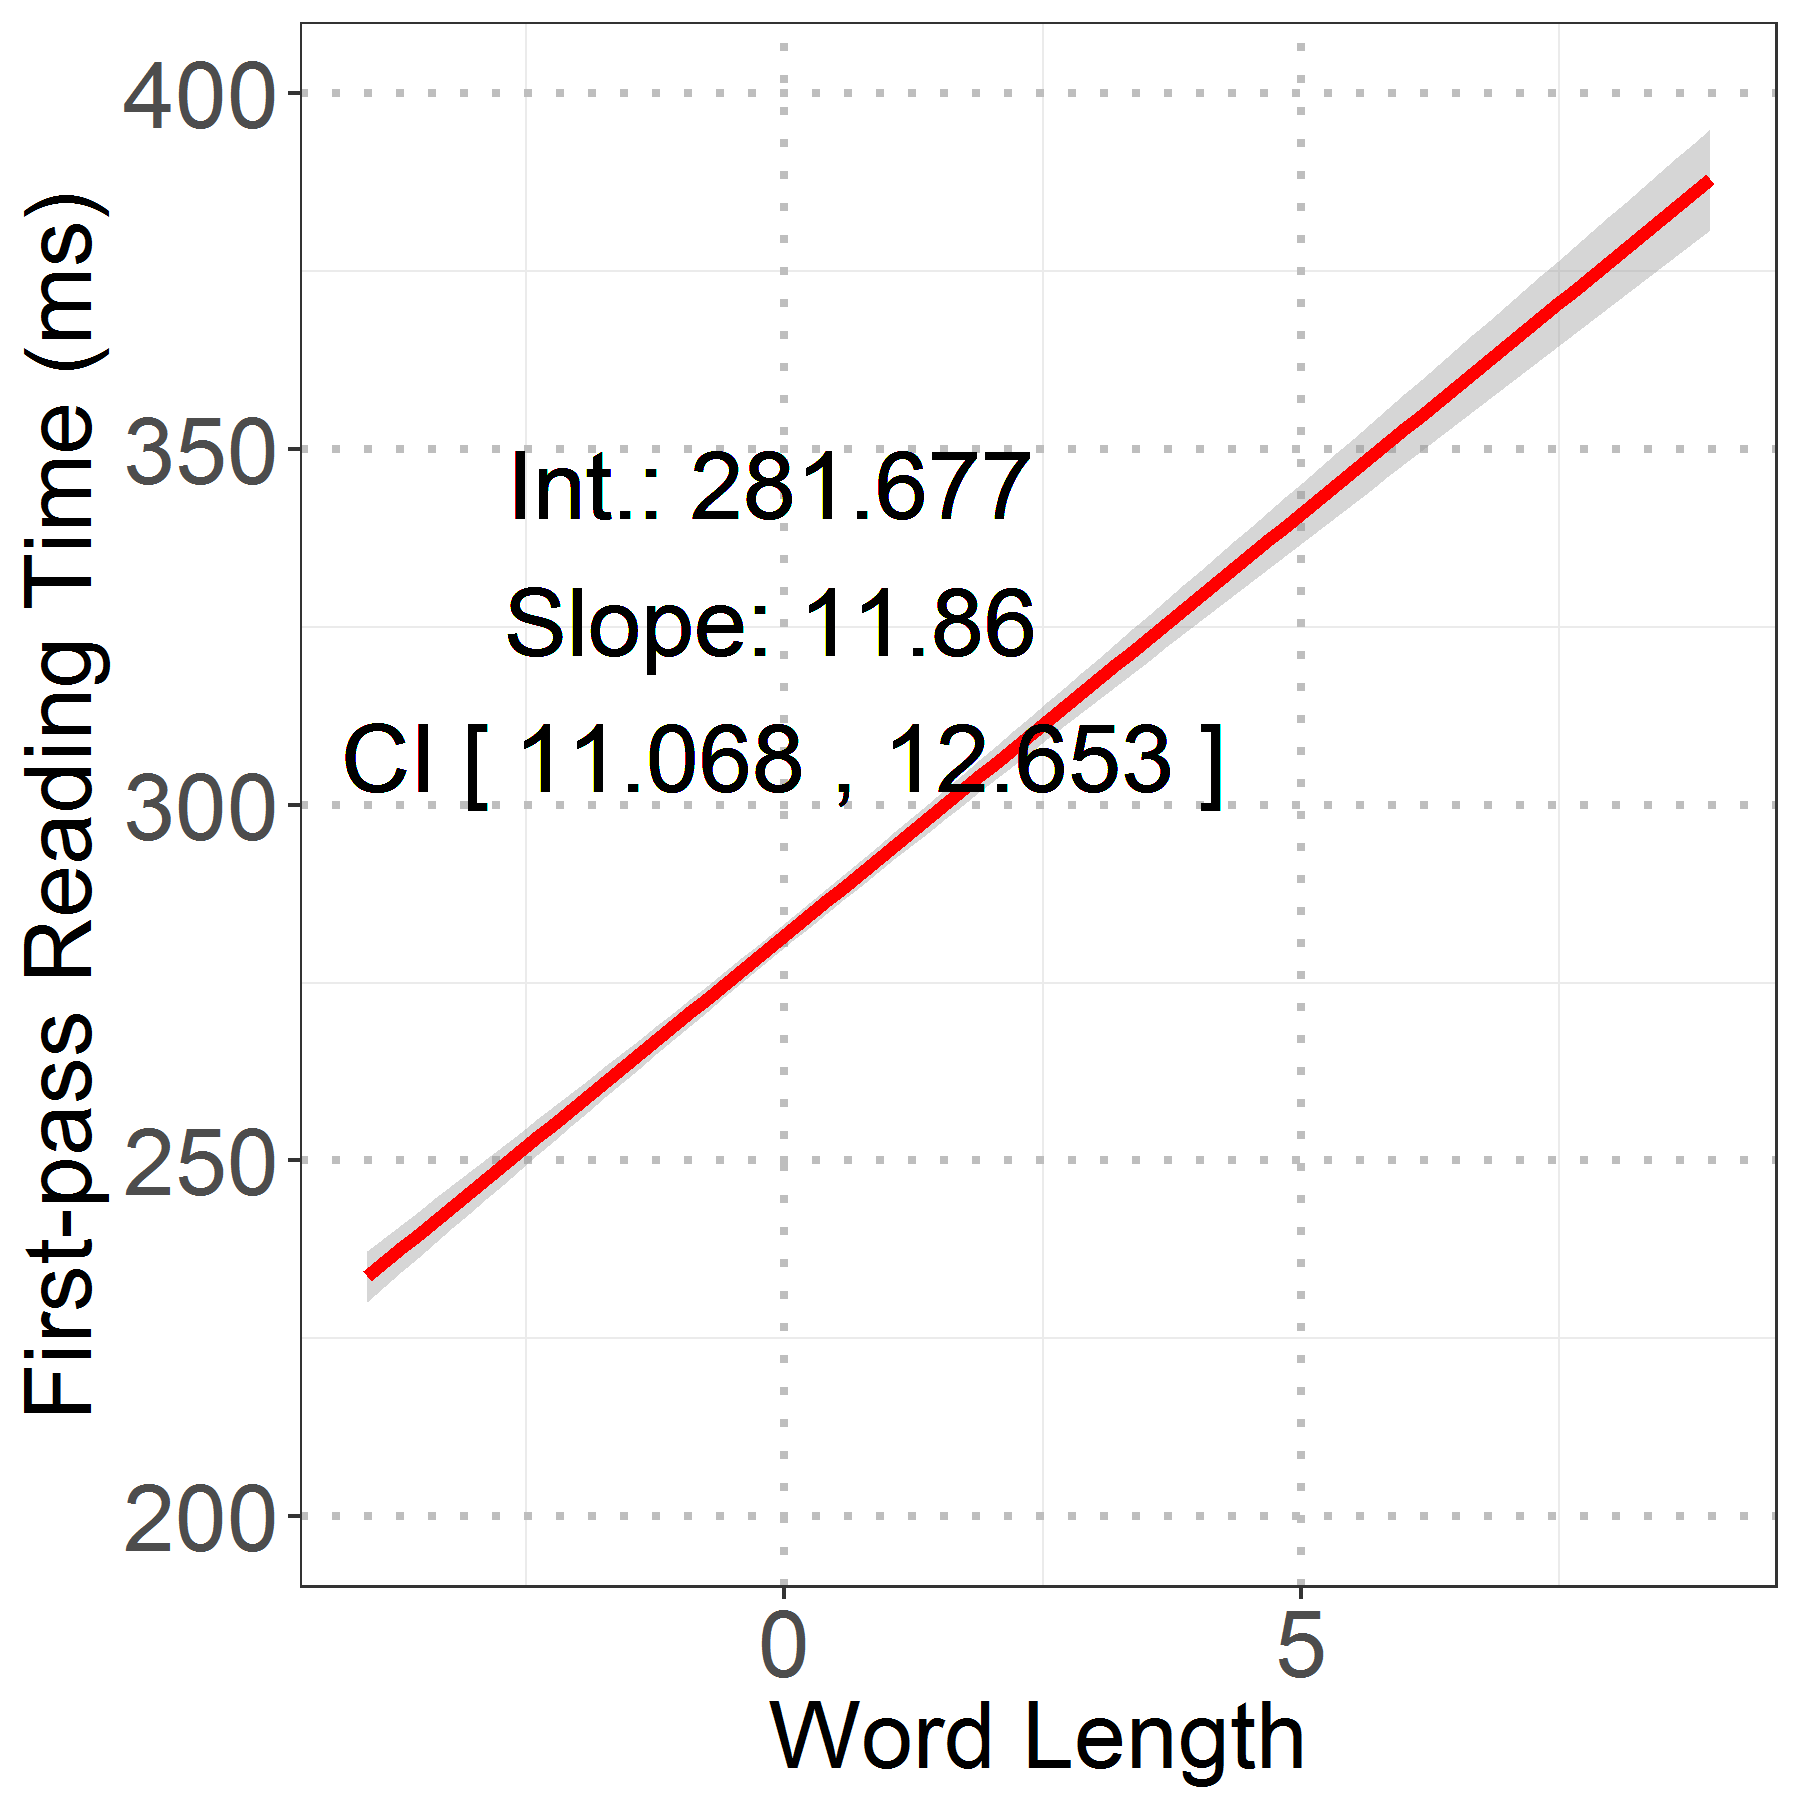 First-pass Reading Time (ms)
400
350
300
250
200
Int.: 281.677
Slope: 11.86
CI [ 11.068 , 12.653 ]
0 5
Word Length